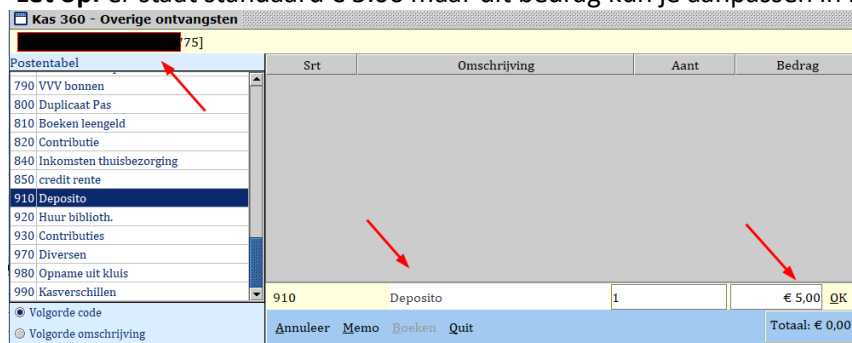 Let op: er staat standaard € 5.00 maar dit bedrag kun je aanpassen in
Kas 360 - Overige ontvangsten
75]
Postentabel
Srt Omschrijving Aant Bedrag
790 VVV bonnen
800 Duplicaat Pas
810 Boeken leengeld
820 Contributie
840 Inkomsten thuisbezorging
850 credit rente
910 Deposito
920 Huur biblioth.
930 Contributies
970 Diversen
980 Opname uit kluis
990 Kasverschillen
910 Deposito 1 € 5,00 OK
Volgorde code
Volgorde omschrijving
Annuleer Memo Boeken Quit Totaal: € 0,00